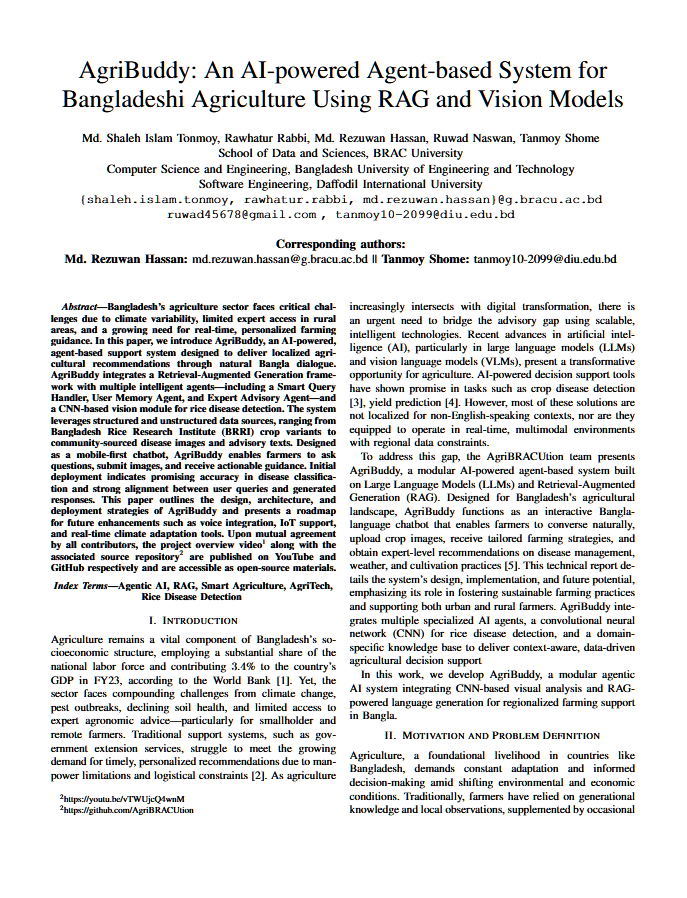 AgriBuddy: An AI-powered Agent-based System for
Bangladeshi Agriculture Using RAG and Vision Models
Md. Shaleh Islam Tonmoy, Rawhatur Rabbi, Md. Rezuwan Hassan, Ruwad Naswan, Tanmoy Shome
School of Data and Sciences, BRAC University
Computer Science and Engineering, Bangladesh University of Engineering and Technology
Software Engineering, Daffodil International University
{shaleh.islam.tonmoy, rawhatur.rabbi, md.rezuwan.hassan}@g.bracu.ac.bd
ruwad45678@gmail.com , tanmoy10-2099@diu.edu.bd
Corresponding authors:
Md. Rezuwan Hassan: md.rezuwan.hassan@g.bracu.ac.bd || Tanmoy Shome: tanmoy10-2099@diu.edu.bd
Abstract—Bangladesh's agriculture sector faces critical chal-
lenges due to climate variability, limited expert access in rural
areas, and a growing need for real-time, personalized farming
guidance. In this paper, we introduce AgriBuddy, an AI-powered,
agent-based support system designed to deliver localized agri-
cultural recommendations through natural Bangla dialogue.
AgriBuddy integrates a Retrieval-Augmented Generation frame-
work with multiple intelligent agents—including a Smart Query
Handler, User Memory Agent, and Expert Advisory Agent—and
a CNN-based vision module for rice disease detection. The system
leverages structured and unstructured data sources, ranging from
Bangladesh Rice Research Institute (BRRI) crop variants to
community-sourced disease images and advisory texts. Designed
as a mobile-first chatbot, AgriBuddy enables farmers to ask
questions, submit images, and receive actionable guidance. Initial
deployment indicates promising accuracy in disease classifica-
tion and strong alignment between user queries and generated
responses. This paper outlines the design, architecture, and
deployment strategies of AgriBuddy and presents a roadmap
for future enhancements such as voice integration, IoT support,
and real-time climate adaptation tools. Upon mutual agreement
by all contributors, the project overview video1 along with the
associated source repository2 are published on YouTube and
GitHub respectively and are accessible as open-source materials.
Index Terms—Agentic AI, RAG, Smart Agriculture, AgriTech,
Rice Disease Detection
I. INTRODUCTION
Agriculture remains a vital component of Bangladesh's so-
cioeconomic structure, employing a substantial share of the
national labor force and contributing 3.4% to the country's
GDP in FY23, according to the World Bank [1]. Yet, the
sector faces compounding challenges from climate change,
pest outbreaks, declining soil health, and limited access to
expert agronomic advice—particularly for smallholder and
remote farmers. Traditional support systems, such as gov-
ernment extension services, struggle to meet the growing
demand for timely, personalized recommendations due to man-
power limitations and logistical constraints [2]. As agriculture
2https://youtu.be/vTWUjcQ4wnM
2https://github.com/AgriBRACUtion
increasingly intersects with digital transformation, there is
an urgent need to bridge the advisory gap using scalable,
intelligent technologies. Recent advances in artificial intel-
ligence (AI), particularly in large language models (LLMs)
and vision language models (VLMs), present a transformative
opportunity for agriculture. AI-powered decision support tools
have shown promise in tasks such as crop disease detection
[3], yield prediction [4]. However, most of these solutions are
not localized for non-English-speaking contexts, nor are they
equipped to operate in real-time, multimodal environments
with regional data constraints.
To address this gap, the AgriBRACUtion team presents
AgriBuddy, a modular AI-powered agent-based system built
on Large Language Models (LLMs) and Retrieval-Augmented
Generation (RAG). Designed for Bangladesh's agricultural
landscape, AgriBuddy functions as an interactive Bangla-
language chatbot that enables farmers to converse naturally,
upload crop images, receive tailored farming strategies, and
obtain expert-level recommendations on disease management,
weather, and cultivation practices [5]. This technical report de-
tails the system's design, implementation, and future potential,
emphasizing its role in fostering sustainable farming practices
and supporting both urban and rural farmers. AgriBuddy inte-
grates multiple specialized AI agents, a convolutional neural
network (CNN) for rice disease detection, and a domain-
specific knowledge base to deliver context-aware, data-driven
agricultural decision support
In this work, we develop AgriBuddy, a modular agentic
AI system integrating CNN-based visual analysis and RAG-
powered language generation for regionalized farming support
in Bangla.
II. MOTIVATION AND PROBLEM DEFINITION
Agriculture, a foundational livelihood in countries like
Bangladesh, demands constant adaptation and informed
decision-making amid shifting environmental and economic
conditions. Traditionally, farmers have relied on generational
knowledge and local observations, supplemented by occasional